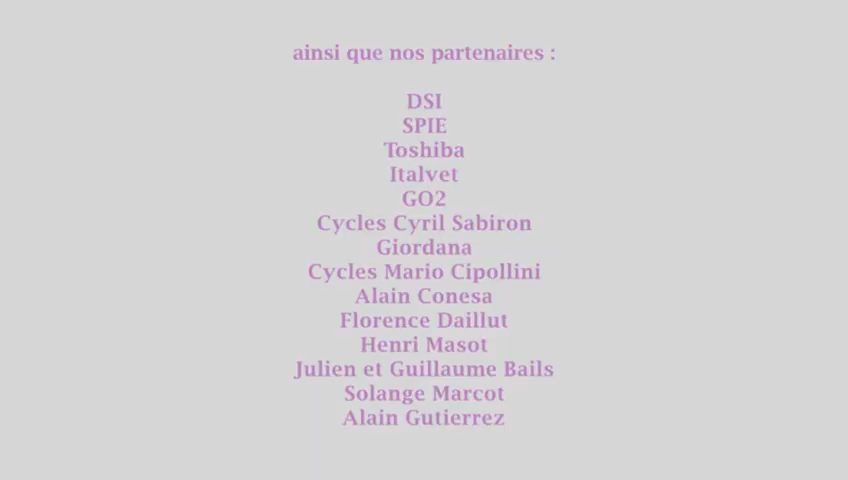 ainsi que nos partenaires :
DSI
SPIE
Toshiba
Italvet
GO2
Cycles Cyril Sabiron
Giordana
Cycles Mario Cipollini
Alain Conesa
Florence Daillut
Henri Masot
Julien et Guillaume Bails
Solange Marcot
Alain Gutierrez